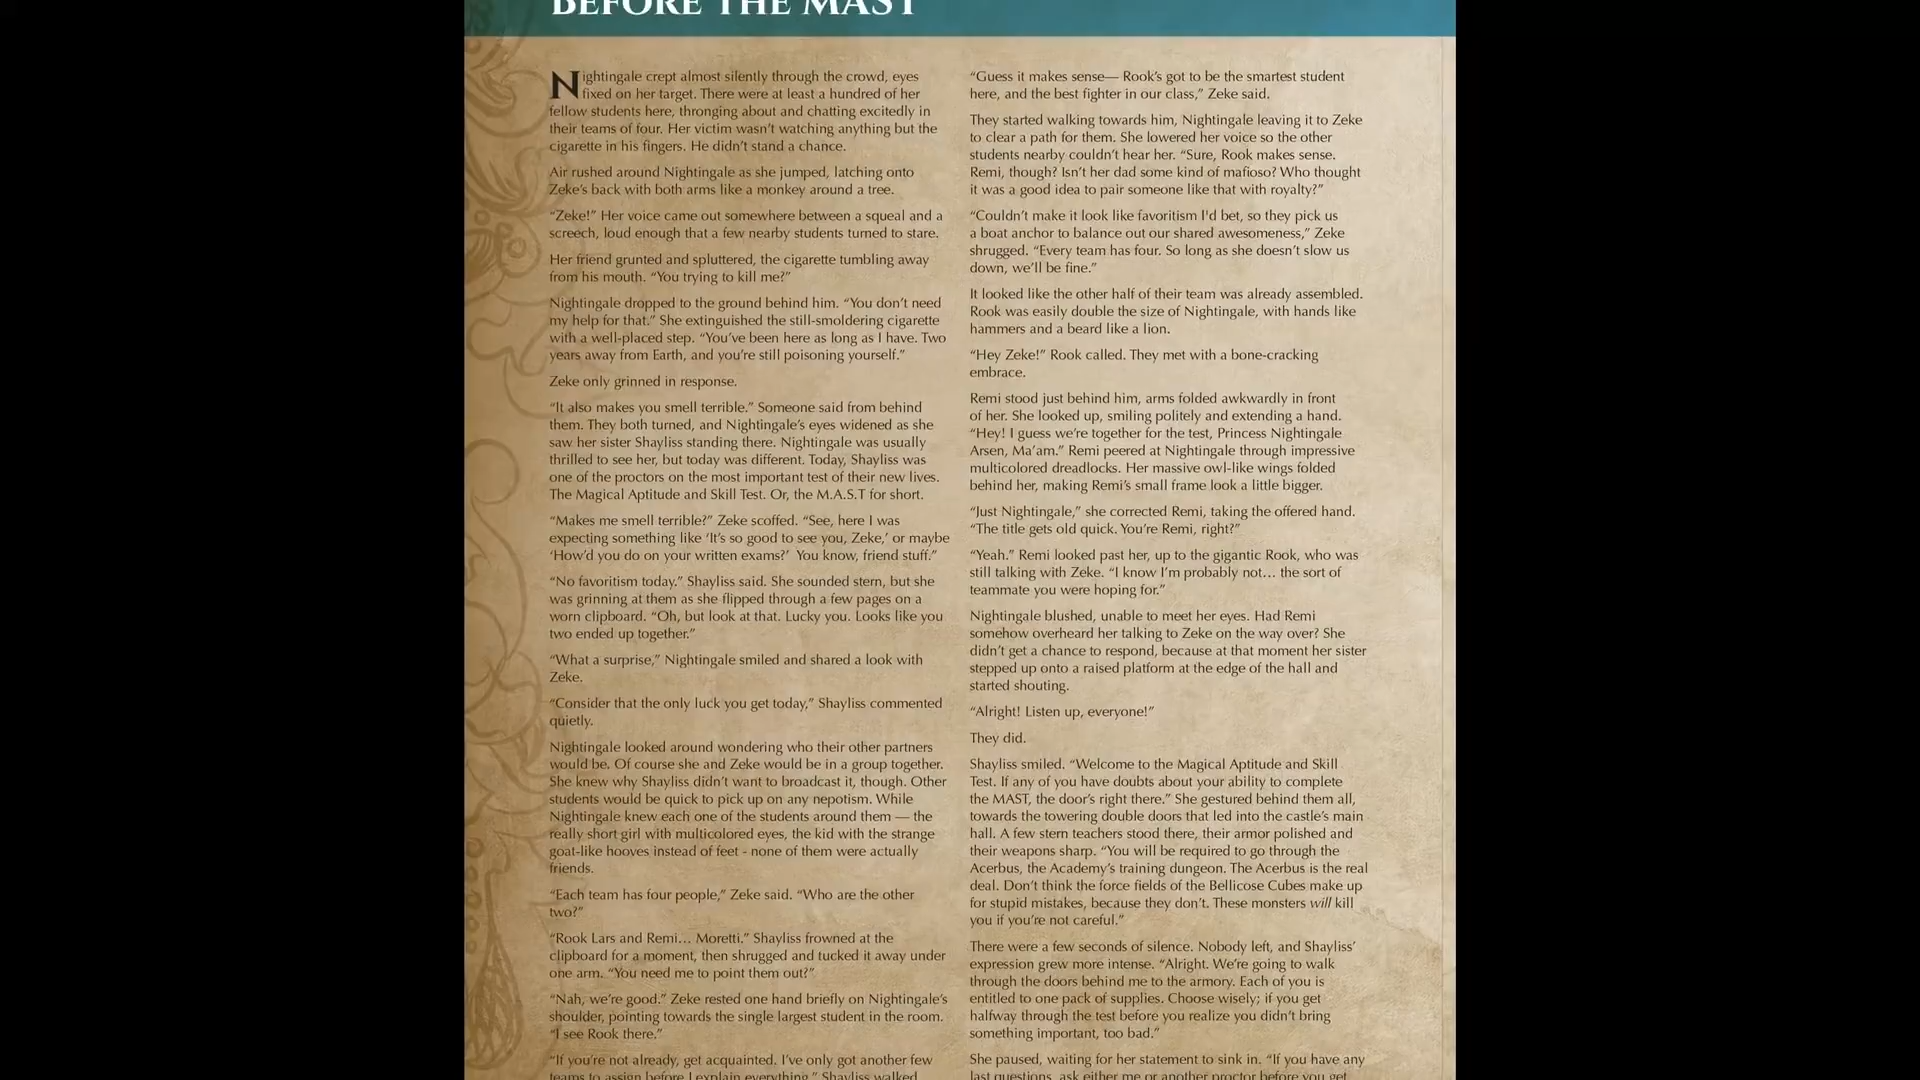 BEFORE THE MAST
Nightingale crept almost silently through the crowd, eyes
fixed on her target. There were at least a hundred of her
fellow students here, thronging about and chatting excitedly in
their teams of four. Her victim wasn't watching anything but the
cigarette in his fingers. He didn't stand a chance.
Air rushed around Nightingale as she jumped, latching onto
Zeke's back with both arms like a monkey around a tree.
“Zeke!” Her voice came out somewhere between a squeal and a
screech, loud enough that a few nearby students turned to stare.
Her friend grunted and spluttered, the cigarette tumbling away
from his mouth. “You trying to kill me?”
Nightingale dropped to the ground behind him. “You don't need
my help for that.” She extinguished the still-smoldering cigarette
with a well-placed step. “You've been here as long as I have. Two
years away from Earth, and you're still poisoning yourself.”
Zeke only grinned in response.
“It also makes you smell terrible.” Someone said from behind
them. They both turned, and Nightingale's eyes widened as she
saw her sister Shayliss standing there. Nightingale was usually
thrilled to see her, but today was different. Today, Shayliss was
one of the proctors on the most important test of their new lives.
The Magical Aptitude and Skill Test. Or, the M.A.S.T for short.
“Makes me smell terrible?” Zeke scoffed. “See, here I was
expecting something like ‘It's so good to see you, Zeke,’ or maybe
‘How'd you do on your written exams?’ You know, friend stuff.”
“No favoritism today.” Shayliss said. She sounded stern, but she
was grinning at them as she flipped through a few pages on a
worn clipboard. “Oh, but look at that. Lucky you. Looks like you
two ended up together.”
“What a surprise,” Nightingale smiled and shared a look with
Zeke.
“Consider that the only luck you get today,” Shayliss commented
quietly.
Nightingale looked around wondering who their other partners
would be. Of course she and Zeke would be in a group together.
She knew why Shayliss didn't want to broadcast it, though. Other
students would be quick to pick up on any nepotism. While
Nightingale knew each one of the students around them — the
really short girl with multicolored eyes, the kid with the strange
goat-like hooves instead of feet - none of them were actually
friends.
“Each team has four people,” Zeke said. “Who are the other
two?”
“Rook Lars and Remi… Moretti.” Shayliss frowned at the
clipboard for a moment, then shrugged and tucked it away under
one arm. “You need me to point them out?”
“Nah, we're good.” Zeke rested one hand briefly on Nightingale's
shoulder, pointing towards the single largest student in the room.
“I see Rook there.”
“If you're not already, get acquainted. I've only got another few
teams to assign before I explain everything.” Shayliss walked
“Guess it makes sense— Rook's got to be the smartest student
here, and the best fighter in our class,” Zeke said.
They started walking towards him, Nightingale leaving it to Zeke
to clear a path for them. She lowered her voice so the other
students nearby couldn't hear her. “Sure, Rook makes sense.
Remi, though? Isn't her dad some kind of mafioso? Who thought
it was a good idea to pair someone like that with royalty?”
“Couldn't make it look like favoritism I'd bet, so they pick us
a boat anchor to balance out our shared awesomeness,” Zeke
shrugged. “Every team has four. So long as she doesn't slow us
down, we'll be fine.”
It looked like the other half of their team was already assembled.
Rook was easily double the size of Nightingale, with hands like
hammers and a beard like a lion.
“Hey Zeke!” Rook called. They met with a bone-cracking
embrace.
Remi stood just behind him, arms folded awkwardly in front
of her. She looked up, smiling politely and extending a hand.
“Hey! I guess we're together for the test, Princess Nightingale
Arsen, Ma'am.” Remi peered at Nightingale through impressive
multicolored dreadlocks. Her massive owl-like wings folded
behind her, making Remi's small frame look a little bigger.
“Just Nightingale,” she corrected Remi, taking the offered hand.
“The title gets old quick. You're Remi, right?”
“Yeah.” Remi looked past her, up to the gigantic Rook, who was
still talking with Zeke. “I know I'm probably not… the sort of
teammate you were hoping for.”
Nightingale blushed, unable to meet her eyes. Had Remi
somehow overheard her talking to Zeke on the way over? She
didn't get a chance to respond, because at that moment her sister
stepped up onto a raised platform at the edge of the hall and
started shouting.
“Alright! Listen up, everyone!”
They did.
Shayliss smiled. “Welcome to the Magical Aptitude and Skill
Test. If any of you have doubts about your ability to complete
the MAST, the door's right there.” She gestured behind them all,
towards the towering double doors that led into the castle's main
hall. A few stern teachers stood there, their armor polished and
their weapons sharp. “You will be required to go through the
Acerbus, the Academy's training dungeon. The Acerbus is the real
deal. Don't think the force fields of the Bellicose Cubes make up
for stupid mistakes, because they don't. These monsters will kill
you if you're not careful.”
There were a few seconds of silence. Nobody left, and Shayliss'
expression grew more intense. “Alright. We're going to walk
through the doors behind me to the armory. Each of you is
entitled to one pack of supplies. Choose wisely; if you get
halfway through the test before you realize you didn't bring
something important, too bad.”
She paused, waiting for her statement to sink in. “If you have any
last questions, ask either me or another proctor before you get